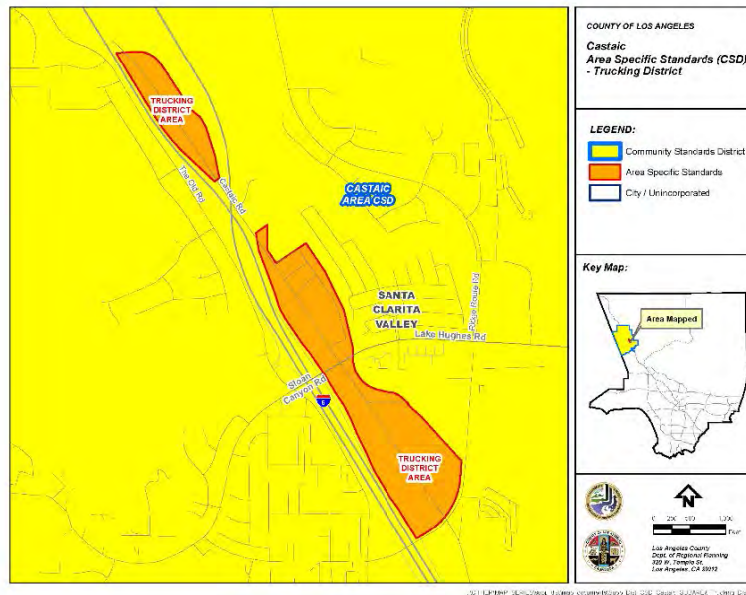 COUNTY OF LOS ANGELES
Castaic
Area Specific Standards (CSD)
- Trucking District
LEGEND:
Community Standards District
Area Specific Standards
City / Unincorporated
Key Map:
Area Mapped
N
Los Angeles County
Dept. of Regional Planning
320 W. Temple St.
Los Angeles, CA 90012
TRUCKING
DISTRICT
AREA
The Old Rd
Castaic Rd
CASTAIC
AREA CSD
SANTA
CLARITA
VALLEY
Ridge Route Rd
Lake Hughes Rd
Sloan
Canyon Rd
5
TRUCKING
DISTRICT
AREA